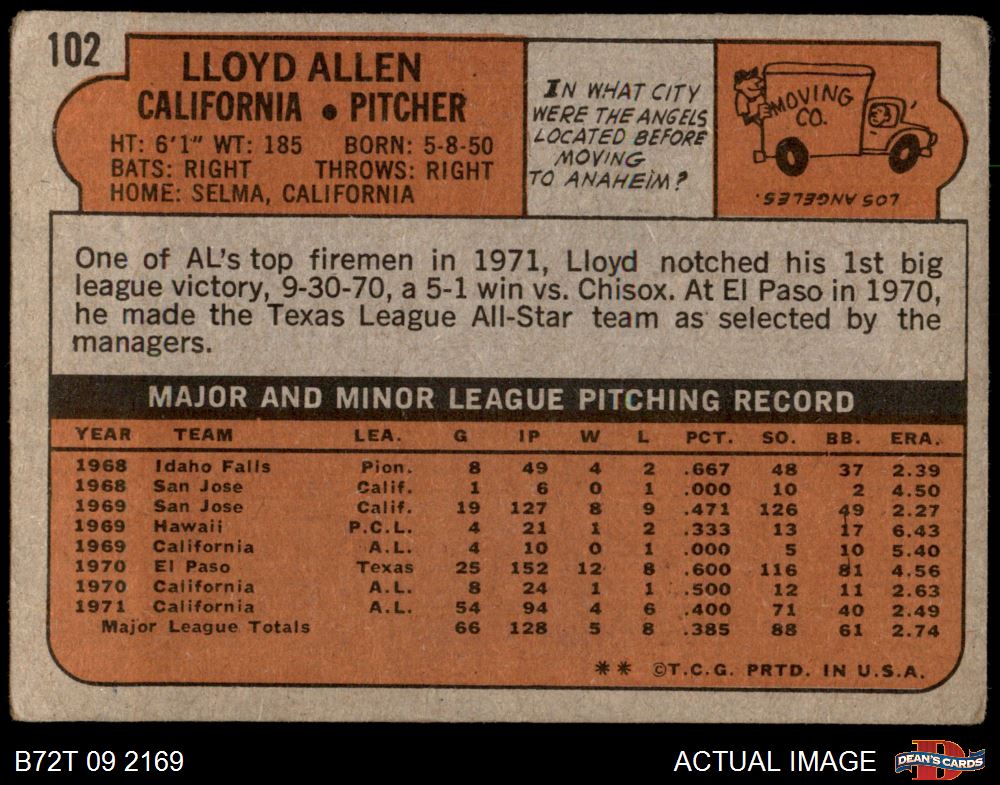 102
LLOYD ALLEN
CALIFORNIA • PITCHER
HT: 6'1" WT: 185 BORN: 5-8-50
BATS: RIGHT THROWS: RIGHT
HOME: SELMA, CALIFORNIA
IN WHAT CITY
WERE THE ANGELS
LOCATED BEFORE
MOVING
TO ANAHEIM?
MOVING
CO.
LOS ANGELES.
One of AL's top firemen in 1971, Lloyd notched his 1st big
league victory, 9-30-70, a 5-1 win vs. Chisox. At El Paso in 1970,
he made the Texas League All-Star team as selected by the
managers.
MAJOR AND MINOR LEAGUE PITCHING RECORD
YEAR TEAM LEA. G IP W L PCT. SO. BB. ERA.
1968 Idaho Falls Pion. 8 49 4 2 .667 48 37 2.39
1968 San Jose Calif. 1 6 0 1 .000 10 2 4.50
1969 San Jose Calif. 19 127 8 9 .471 126 49 2.27
1969 Hawaii P.C.L. 4 21 1 2 .333 13 17 6.43
1969 California A.L. 4 10 0 1 .000 5 10 5.40
1970 El Paso Texas 25 152 12 8 .600 116 81 4.56
1970 California A.L. 8 24 1 1 .500 12 11 2.63
1971 California A.L. 54 94 4 6 .400 71 40 2.49
Major League Totals 66 128 5 8 .385 88 61 2.74
** ©T.C.G. PRTD. IN U.S.A.
B72T 09 2169 ACTUAL IMAGE
D
DEAN'S CARDS